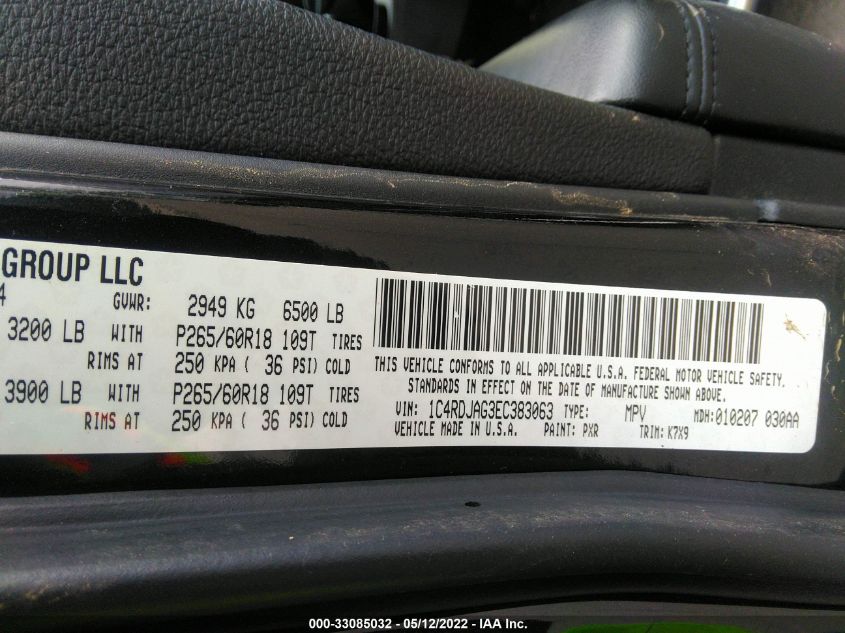 GROUP LLC
4
GVWR: 2949 KG 6500 LB
3200 LB WITH P265/60R18 109T TIRES
RIMS AT 250 KPA ( 36 PSI) COLD
3900 LB WITH P265/60R18 109T TIRES
RIMS AT 250 KPA ( 36 PSI) COLD
THIS VEHICLE CONFORMS TO ALL APPLICABLE U.S.A. FEDERAL MOTOR VEHICLE SAFETY.
STANDARDS IN EFFECT ON THE DATE OF MANUFACTURE SHOWN ABOVE.
VIN: 1C4RDJAG3EC383063 TYPE: MPV MDH: 010207 030AA
VEHICLE MADE IN U.S.A. PAINT: PXR TRIM: K7X9
000-33085032 - 05/12/2022 - IAA Inc.